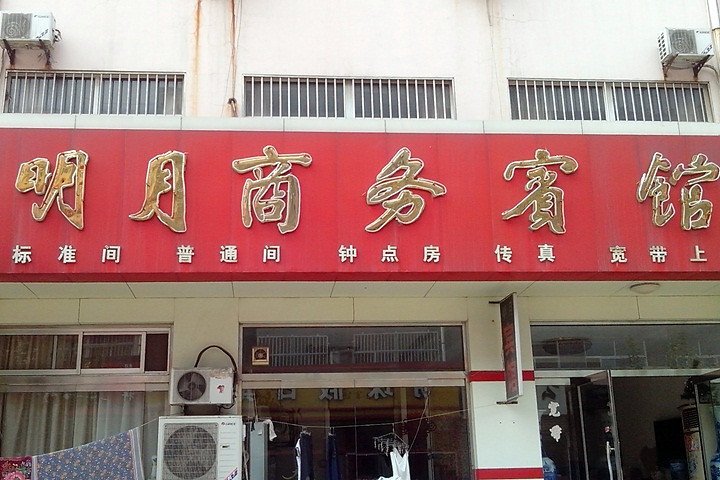 明月商务宾馆
标准间 普通间 钟点房 传真 宽带上